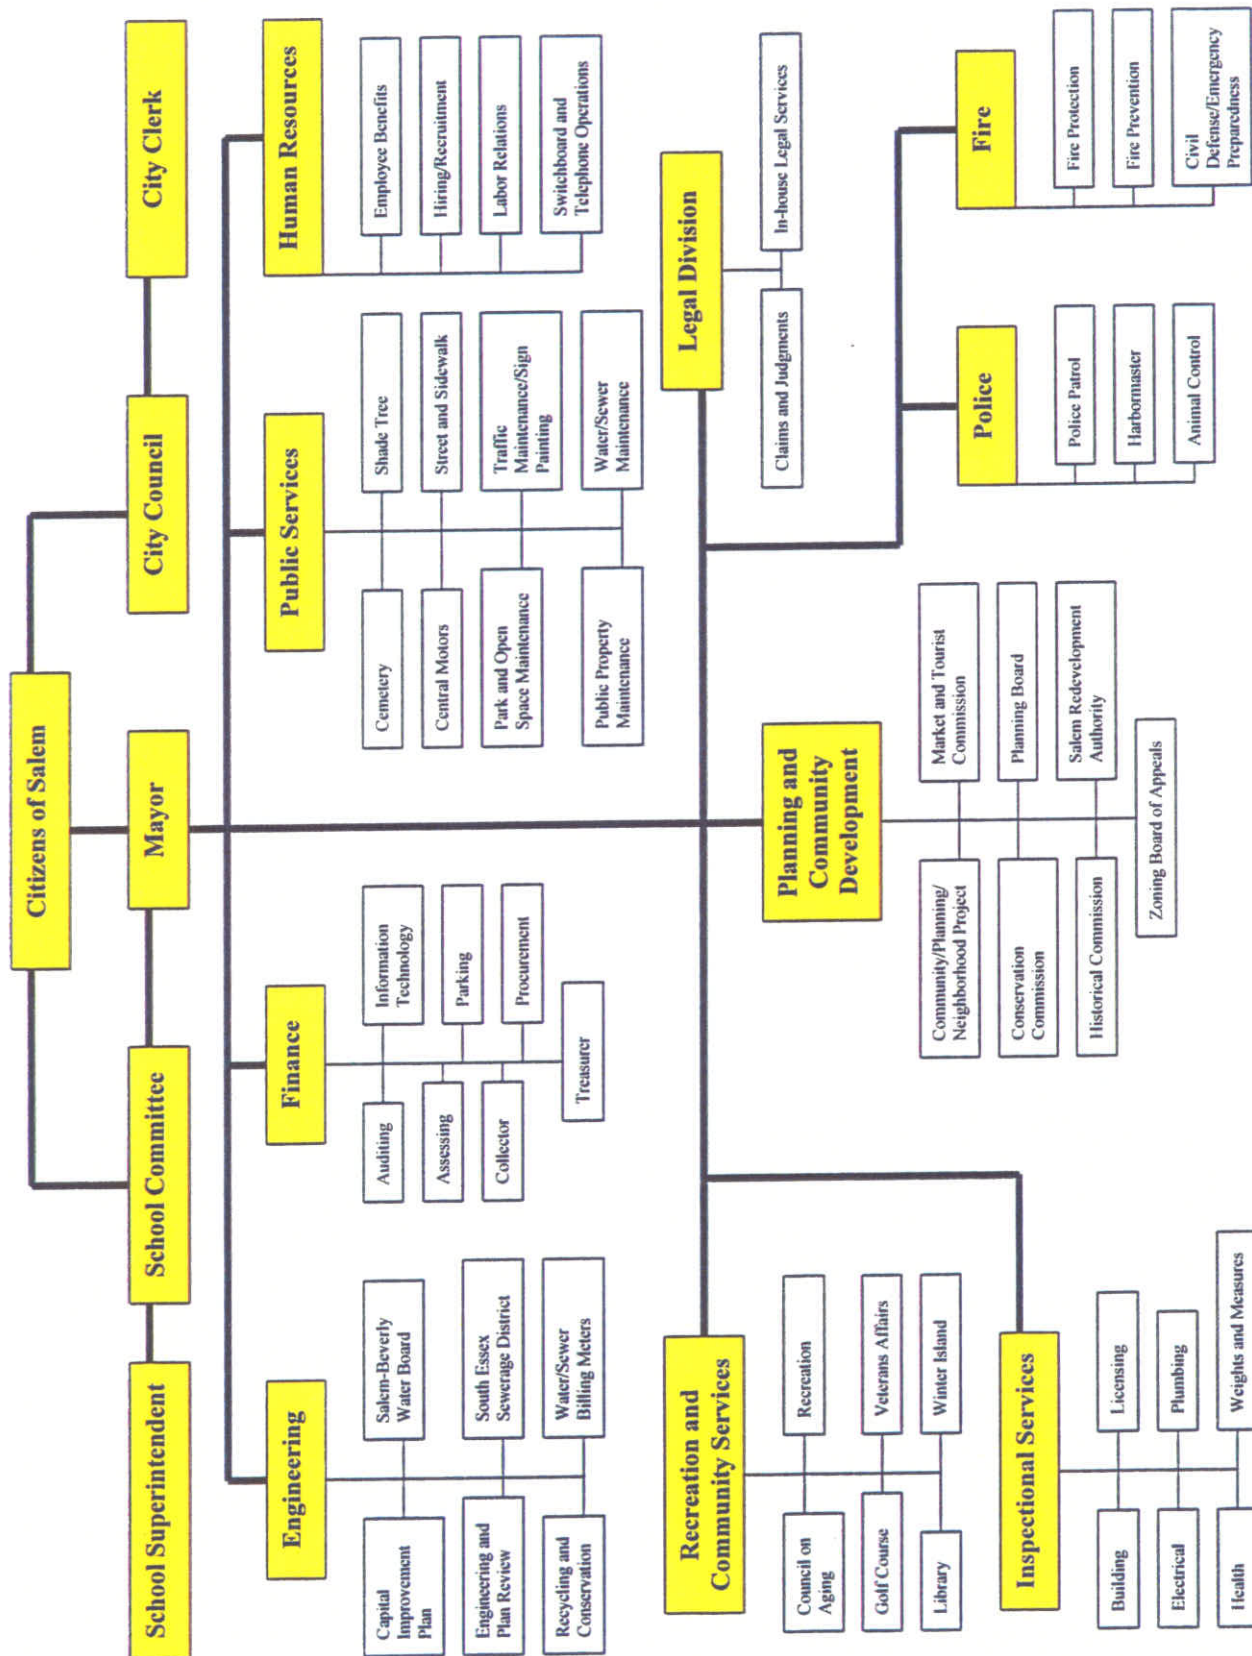 Citizens of Salem
School Superintendent
School Committee
Mayor
City Council
City Clerk
Engineering
Finance
Public Services
Human Resources
Capital
Improvement
Plan
Salem-Beverly
Water Board
Engineering and
Plan Review
South Essex
Sewerage District
Recycling and
Conservation
Water/Sewer
Billing Meters
Auditing
Information
Technology
Assessing
Parking
Collector
Procurement
Treasurer
Cemetery
Shade Tree
Central Motors
Street and Sidewalk
Park and Open
Space Maintenance
Traffic
Maintenance/Sign
Painting
Public Property
Maintenance
Water/Sewer
Maintenance
Employee Benefits
Hiring/Recruitment
Labor Relations
Switchboard and
Telephone Operations
Recreation and
Community Services
Council on
Aging
Recreation
Golf Course
Veterans Affairs
Library
Winter Island
Planning and
Community
Development
Community/Planning/
Neighborhood Project
Market and Tourist
Commission
Conservation
Commission
Planning Board
Historical Commission
Salem Redevelopment
Authority
Zoning Board of Appeals
Legal Division
Claims and Judgments
In-house Legal Services
Inspectional Services
Building
Licensing
Electrical
Plumbing
Health
Weights and Measures
Police
Police Patrol
Harbormaster
Animal Control
Fire
Fire Protection
Fire Prevention
Civil
Defense/Emergency
Preparedness